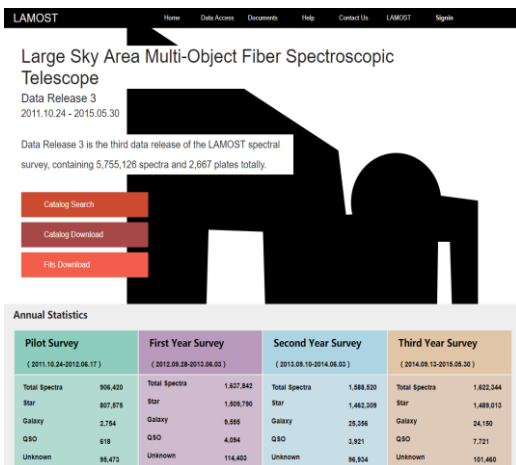 LAMOST Home Data Access Documents Help Contact Us LAMOST Signin
Large Sky Area Multi-Object Fiber Spectroscopic
Telescope
Data Release 3
2011.10.24 - 2015.05.30
Data Release 3 is the third data release of the LAMOST spectral
survey, containing 5,755,126 spectra and 2,667 plates totally.
Catalog Search
Catalog Download
Fits Download
Annual Statistics
Pilot Survey First Year Survey Second Year Survey Third Year Survey
( 2011.10.24-2012.06.17 ) ( 2012.09.28-2013.06.03 ) ( 2013.09.10-2014.06.03 ) ( 2014.09.13-2015.05.30 )
Total Spectra 906,420 Total Spectra 1,637,842 Total Spectra 1,588,520 Total Spectra 1,622,344
Star 807,575 Star 1,509,790 Star 1,462,309 Star 1,489,013
Galaxy 2,754 Galaxy 9,555 Galaxy 25,356 Galaxy 24,150
QSO 618 QSO 4,094 QSO 3,921 QSO 7,721
Unknown 95,473 Unknown 114,403 Unknown 96,934 Unknown 101,460